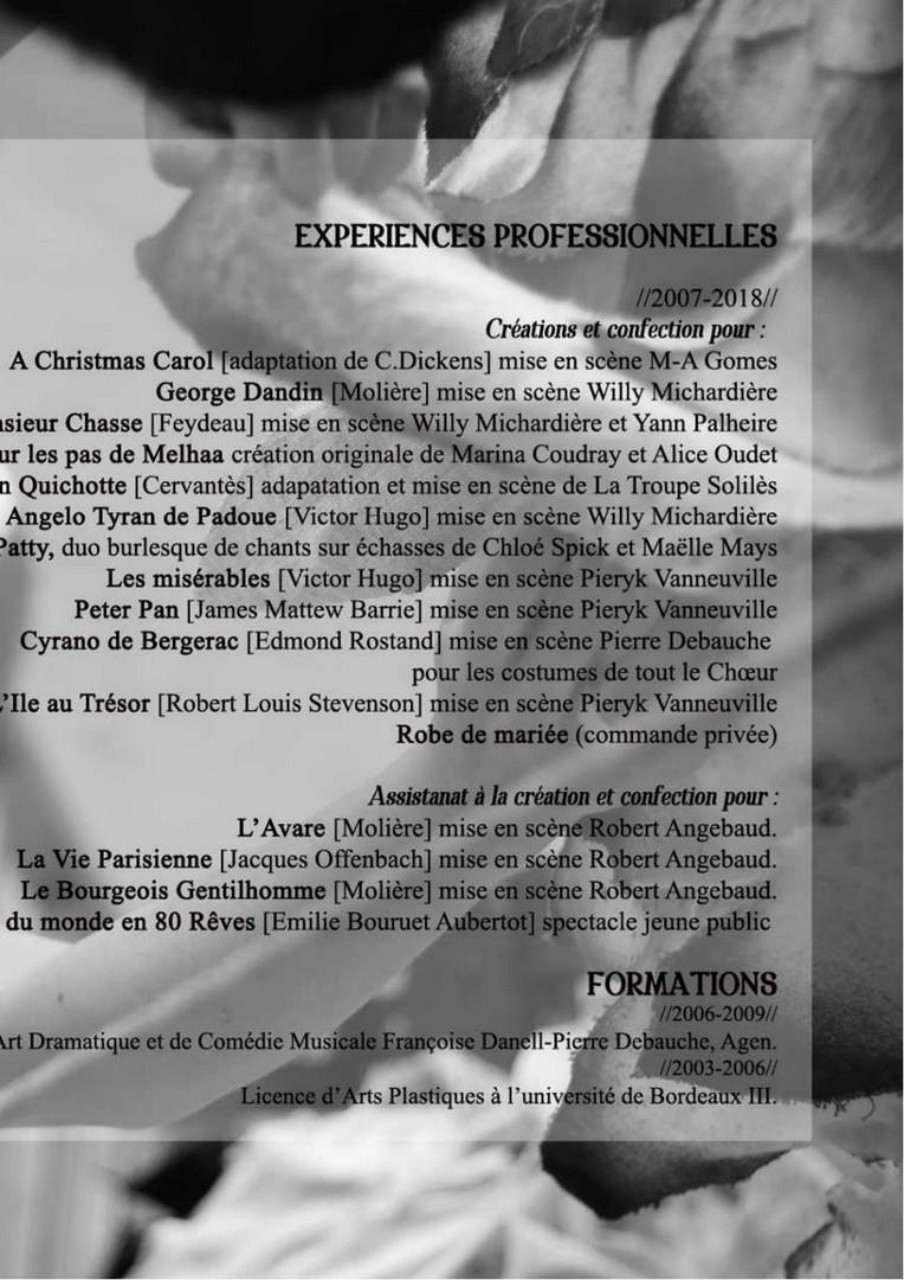 EXPERIENCES PROFESSIONNELLES
//2007-2018//
Créations et confection pour :
A Christmas Carol [adaptation de C.Dickens] mise en scène M-A Gomes
George Dandin [Molière] mise en scène Willy Michardière
Chasse [Feydeau] mise en scène Willy Michardière et Yann Palheire
les pas de Melhaa création originale de Marina Coudray et Alice Oudet
Quichotte [Cervantès] adapatation et mise en scène de La Troupe Solilès
Angelo Tyran de Padoue [Victor Hugo] mise en scène Willy Michardière
Patty, duo burlesque de chants sur échasses de Chloé Spick et Maëlle Mays
Les misérables [Victor Hugo] mise en scène Pieryk Vanneuville
Peter Pan [James Mattew Barrie] mise en scène Pieryk Vanneuville
Cyrano de Bergerac [Edmond Rostand] mise en scène Pierre Debauche
pour les costumes de tout le Chœur
L'Ile au Trésor [Robert Louis Stevenson] mise en scène Pieryk Vanneuville
Robe de mariée (commande privée)
Assistanat à la création et confection pour :
L'Avare [Molière] mise en scène Robert Angebaud.
La Vie Parisienne [Jacques Offenbach] mise en scène Robert Angebaud.
Le Bourgeois Gentilhomme [Molière] mise en scène Robert Angebaud.
du monde en 80 Rêves [Emilie Bouruet Aubertot] spectacle jeune public
FORMATIONS
//2006-2009//
Art Dramatique et de Comédie Musicale Françoise Danell-Pierre Debauche, Agen.
//2003-2006//
Licence d'Arts Plastiques à l'université de Bordeaux III.